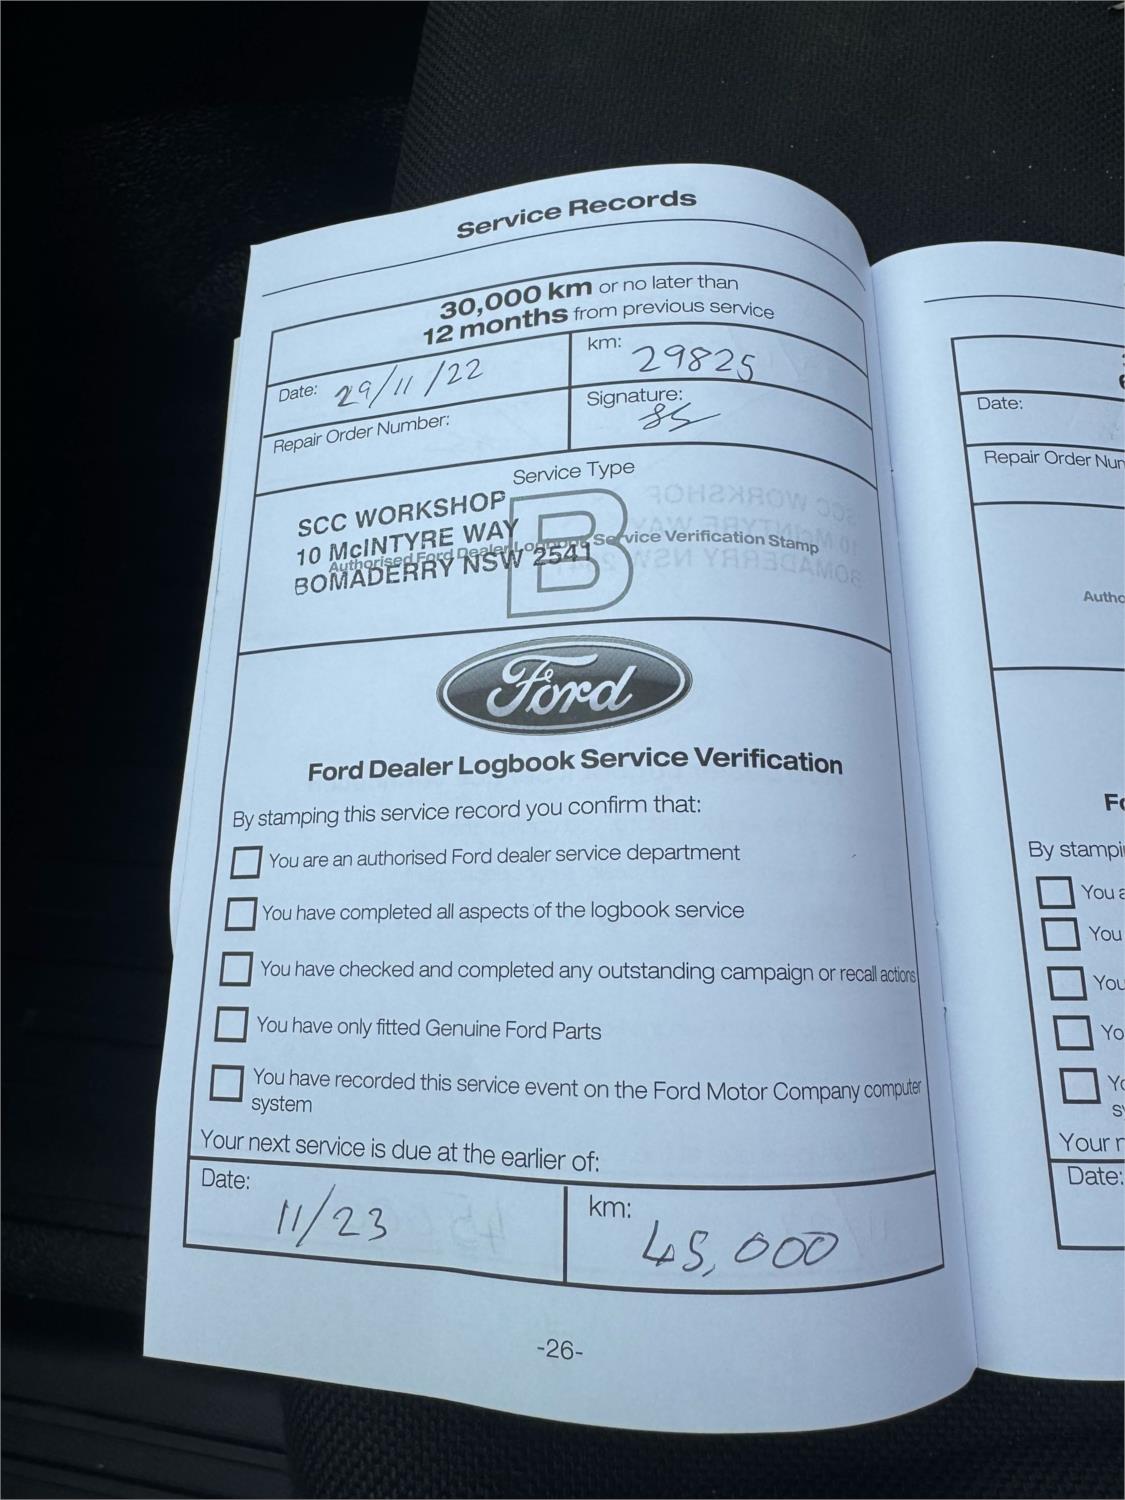 Service Records
30,000 km or no later than
12 months from previous service
Date: 29/11/22
km: 29825
Repair Order Number:
Signature:
Service Type
B
SCC WORKSHOP
10 McINTYRE WAY
BOMADERRY NSW 2541
Authorised Ford Dealer Logbook Service Verification Stamp
Ford
Ford Dealer Logbook Service Verification
By stamping this service record you confirm that:
You are an authorised Ford dealer service department
You have completed all aspects of the logbook service
You have checked and completed any outstanding campaign or recall actions
You have only fitted Genuine Ford Parts
You have recorded this service event on the Ford Motor Company computer
system
Your next service is due at the earlier of:
Date: 11/23
km: 45,000
-26-
Date:
Repair Order Num
Autho
Fo
By stampi
You a
You
You
Yo
Yo
s
Your n
Date: